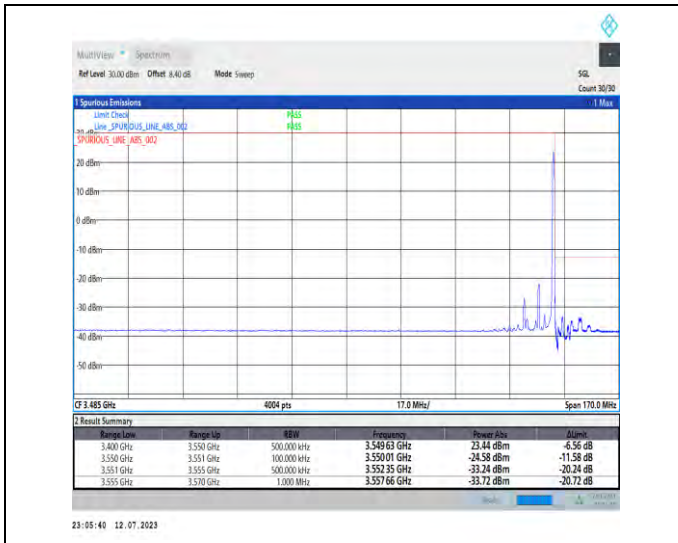 MultiView Spectrum
Ref Level 30.00 dBm Offset 8.40 dB Mode Sweep SGL
Count 30/30
1 Spurious Emissions 1 Max
Limit Check PASS
Line _SPURIOUS_LINE_ABS_002 PASS
_SPURIOUS_LINE_ABS_002
20 dBm
10 dBm
0 dBm
-10 dBm
-20 dBm
-30 dBm
-40 dBm
-50 dBm
CF 3.485 GHz 4004 pts 17.0 MHz/ Span 170.0 MHz
2 Result Summary
Range Low Range Up RBW Frequency Power Abs ΔLimit
3.400 GHz 3.550 GHz 500.000 kHz 3.549 63 GHz 23.44 dBm -6.56 dB
3.550 GHz 3.551 GHz 100.000 kHz 3.550 01 GHz -24.58 dBm -11.58 dB
3.551 GHz 3.555 GHz 500.000 kHz 3.552 35 GHz -33.24 dBm -20.24 dB
3.555 GHz 3.570 GHz 1.000 MHz 3.557 66 GHz -33.72 dBm -20.72 dB
23:05:40 12.07.2023